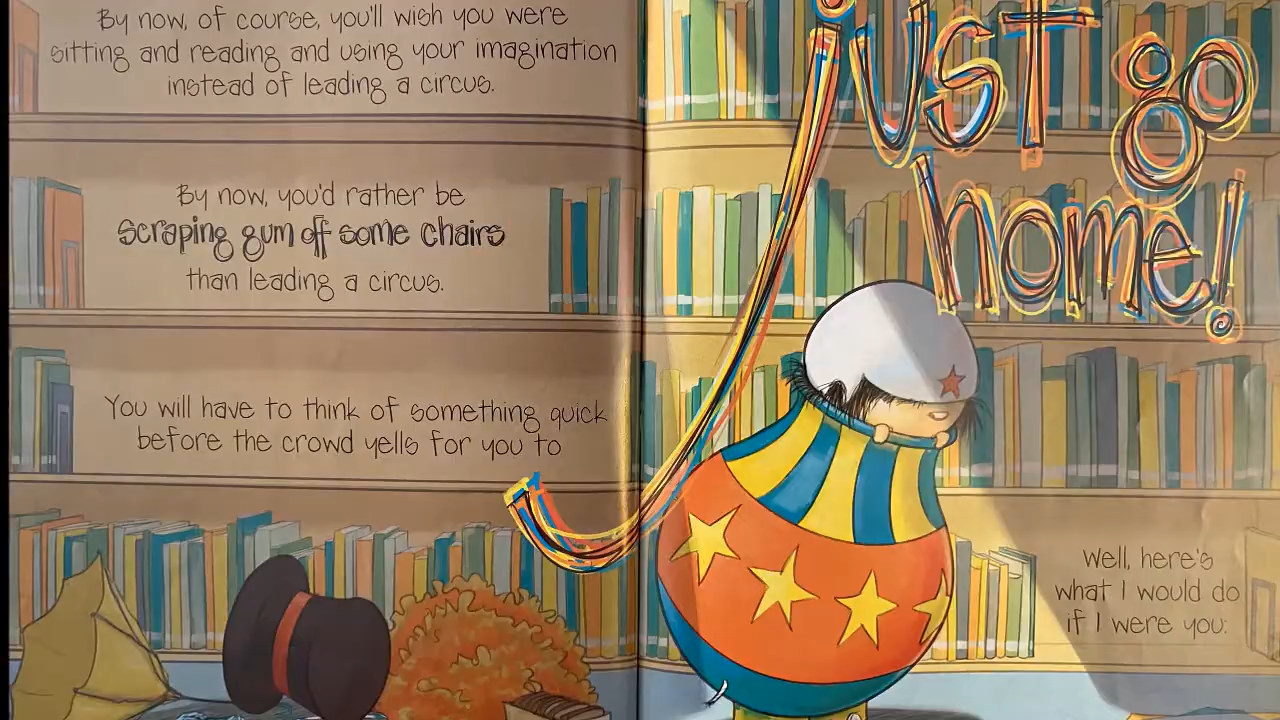 By now, of course, you'll wish you were
sitting and reading and using your imagination
instead of leading a circus.
By now, you'd rather be
scraping gum off some chairs
than leading a circus.
You will have to think of something quick
before the crowd yells for you to
just go
home!
Well, here's
what I would do
if I were you: